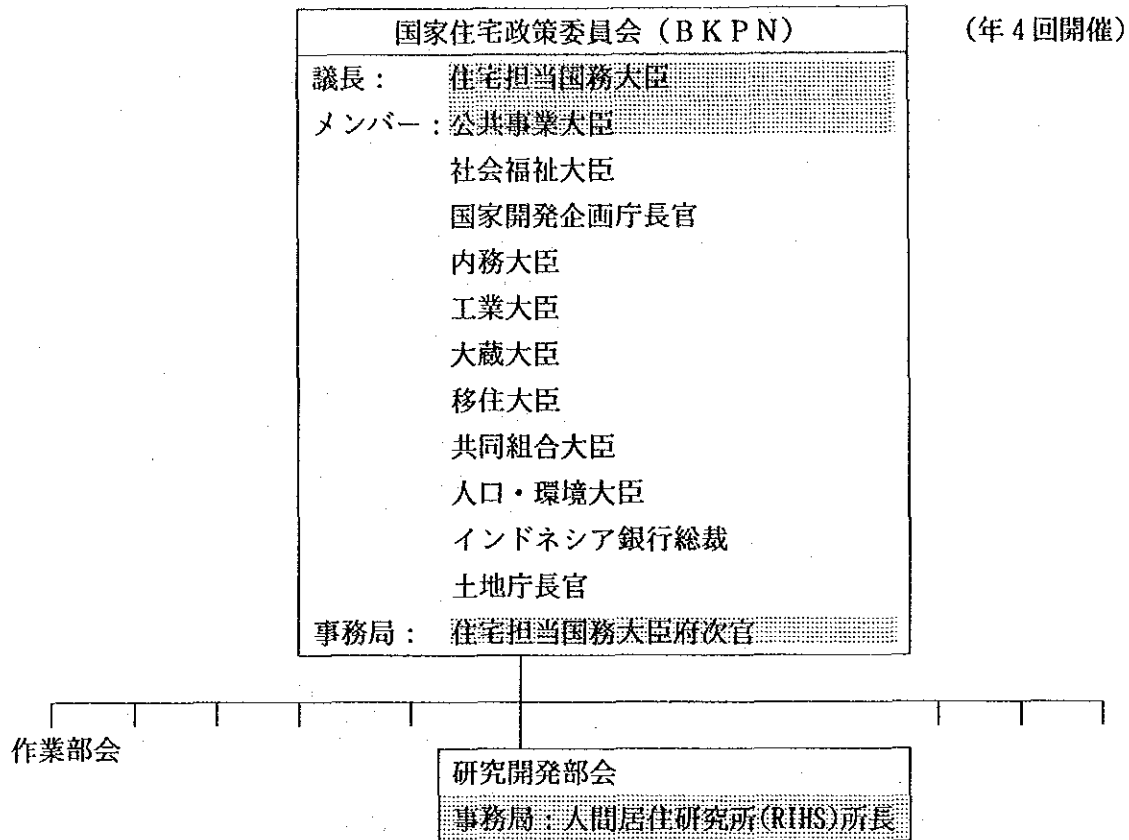 国家住宅政策委員会（BKPN） （年4回開催）
議長： 住宅担当国務大臣
メンバー：公共事業大臣
社会福祉大臣
国家開発企画庁長官
内務大臣
工業大臣
大蔵大臣
移住大臣
共同組合大臣
人口・環境大臣
インドネシア銀行総裁
土地庁長官
事務局： 住宅担当国務大臣府次官
作業部会
研究開発部会
事務局：人間居住研究所(RIHS)所長